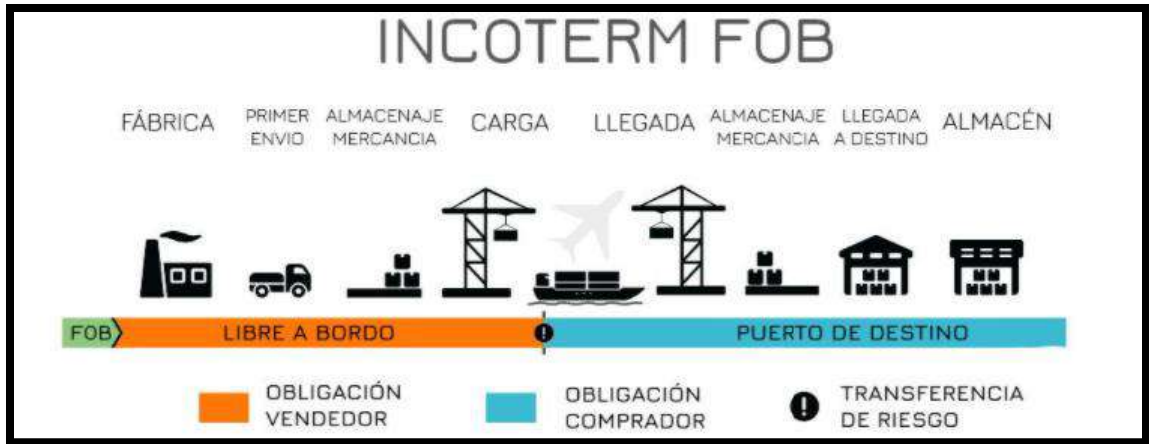 INCOTERM FOB
FÁBRICA
PRIMER
ENVIO
ALMACENAJE
MERCANCIA
CARGA
LLEGADA
ALMACENAJE
MERCANCIA
LLEGADA
A DESTINO
ALMACÉN
FOB
LIBRE A BORDO
PUERTO DE DESTINO
OBLIGACIÓN
VENDEDOR
OBLIGACIÓN
COMPRADOR
TRANSFERENCIA
DE RIESGO